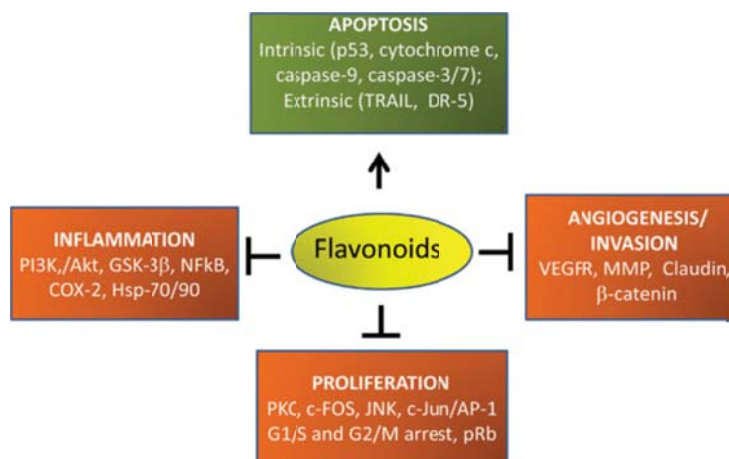 APOPTOSIS
Intrinsic (p53, cytochrome c,
caspase-9, caspase-3/7);
Extrinsic (TRAIL, DR-5)
INFLAMMATION
PI3K,/Akt, GSK-3β, NFkB,
COX-2, Hsp-70/90
Flavonoids
ANGIOGENESIS/
INVASION
VEGFR, MMP, Claudin,
β-catenin
PROLIFERATION
PKC, c-FOS, JNK, c-Jun/AP-1
G1/S and G2/M arrest, pRb